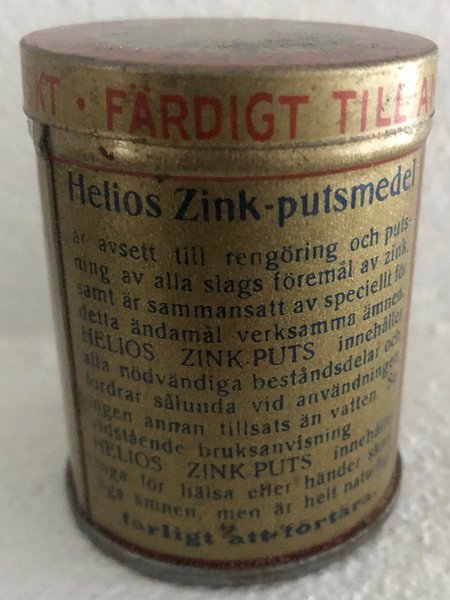 KT · FÄRDIGT TILL A
Helios Zink-putsmedel
är avsett till rengöring och puts-
ning av alla slags föremål av zink
samt är sammansatt av speciellt för
detta ändamål verksamma ämnen.
HELIOS ZINK-PUTS innehåller
alla nödvändiga beståndsdelar och
fordrar sålunda vid användningen
ingen annan tillsats än vatten. Se
vidstående bruksanvisning.
HELIOS ZINK-PUTS innehåller
inga för hälsa eller händer
liga ämnen, men är helt
farligt att förtära.